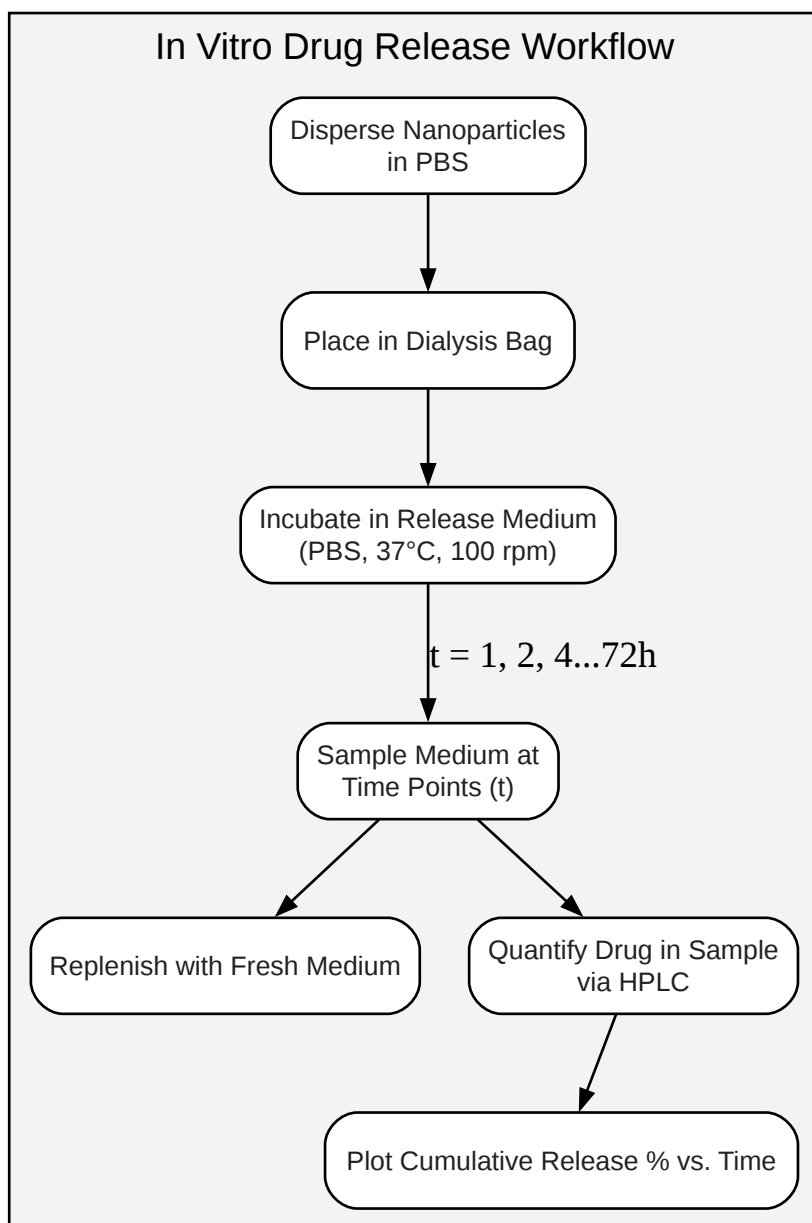 In Vitro Drug Release Workflow
Disperse Nanoparticles
in PBS
Place in Dialysis Bag
Incubate in Release Medium
(PBS, 37°C, 100 rpm)
t = 1, 2, 4...72h
Sample Medium at
Time Points (t)
Replenish with Fresh Medium
Quantify Drug in Sample
via HPLC
Plot Cumulative Release % vs. Time